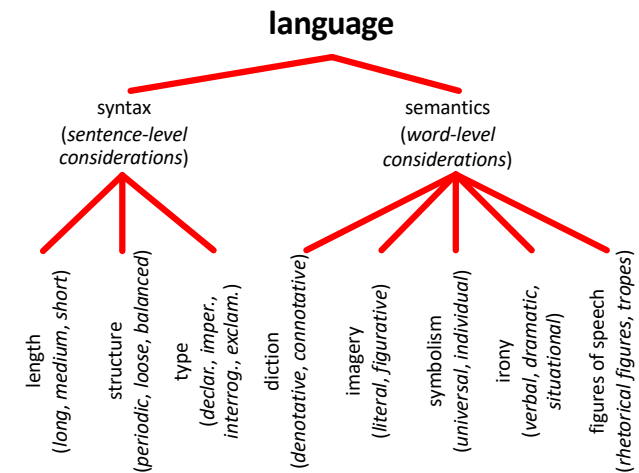 language
syntax
(sentence-level
considerations)
semantics
(word-level
considerations)
length
(long, medium, short)
structure
(periodic, loose, balanced)
type
(declar., imper.,
interrog., exclam.)
diction
(denotative, connotative)
imagery
(literal, figurative)
symbolism
(universal, individual)
irony
(verbal, dramatic,
situational)
figures of speech
(rhetorical figures, tropes)